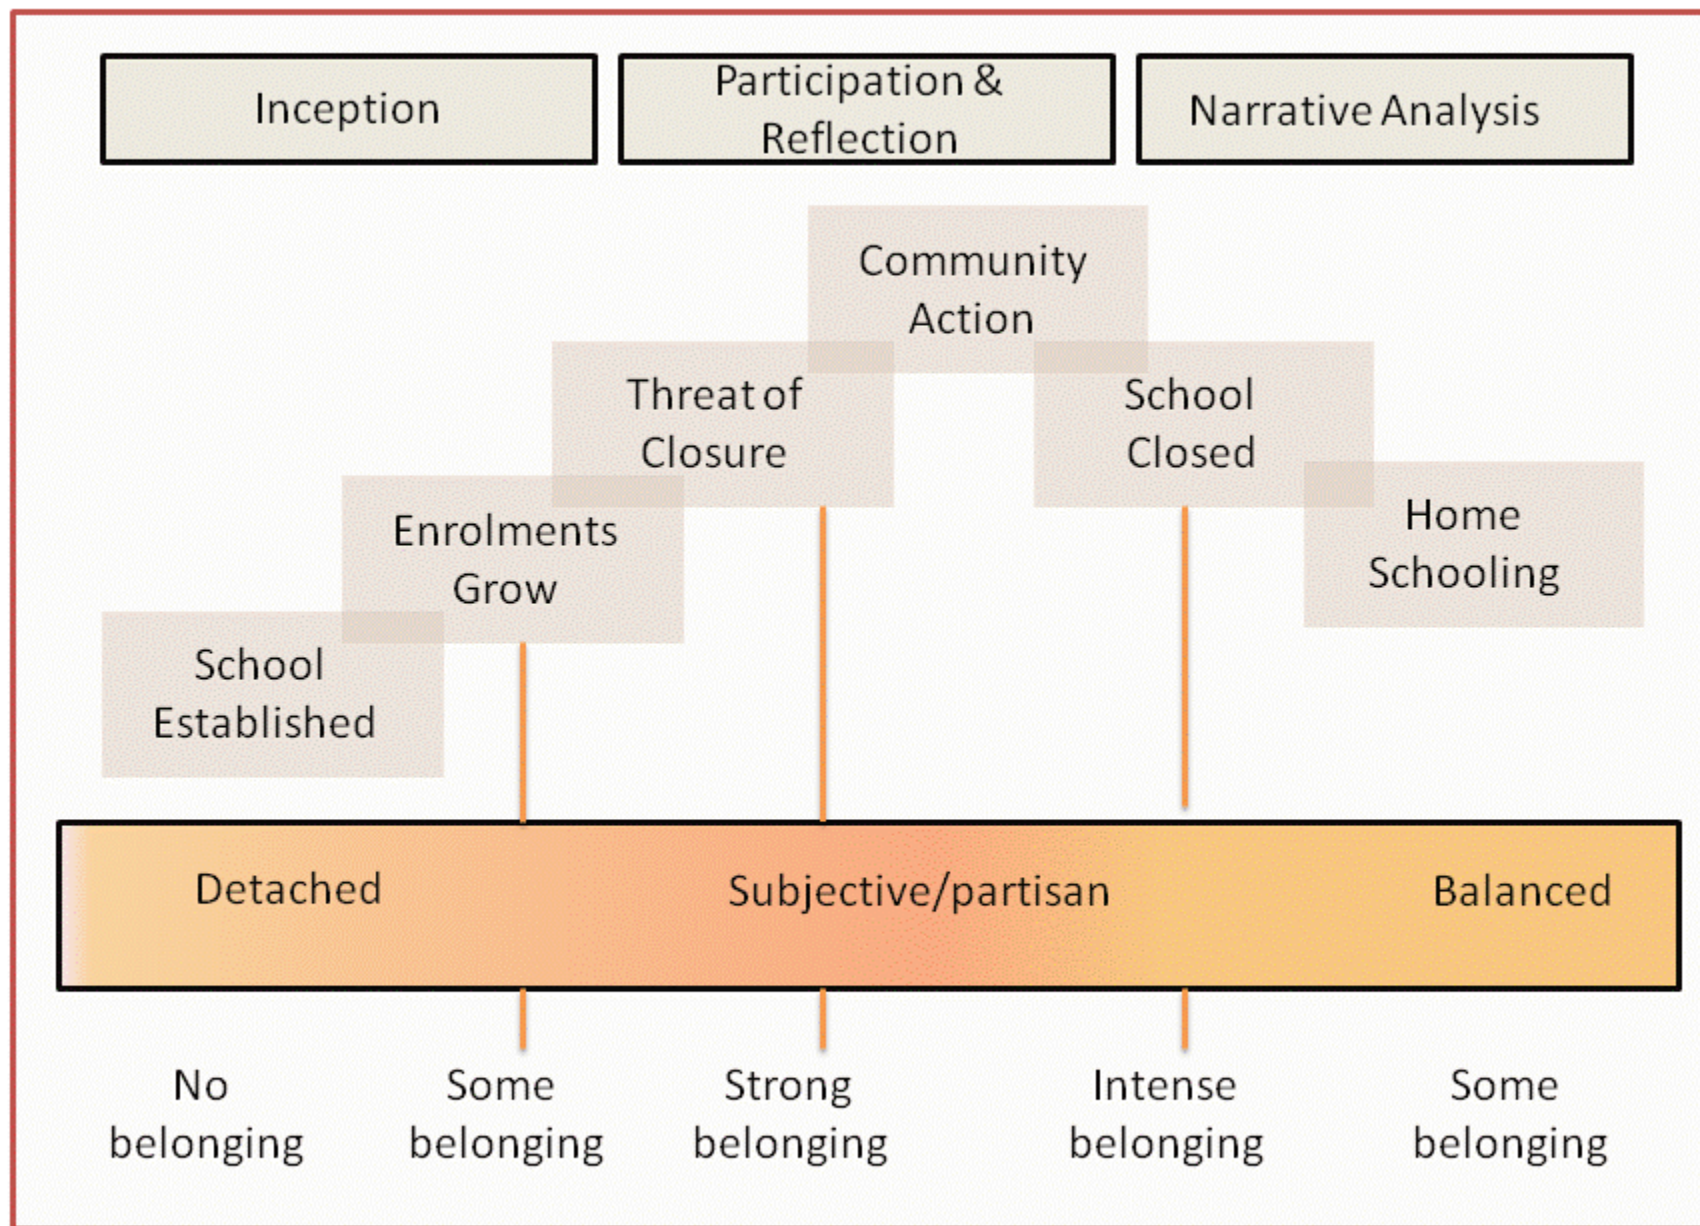 Inception
Participation &
Reflection
Narrative Analysis
Community
Action
Threat of
Closure
School
Closed
Enrolments
Grow
Home
Schooling
School
Established
Detached
Subjective/partisan
Balanced
No
belonging
Some
belonging
Strong
belonging
Intense
belonging
Some
belonging